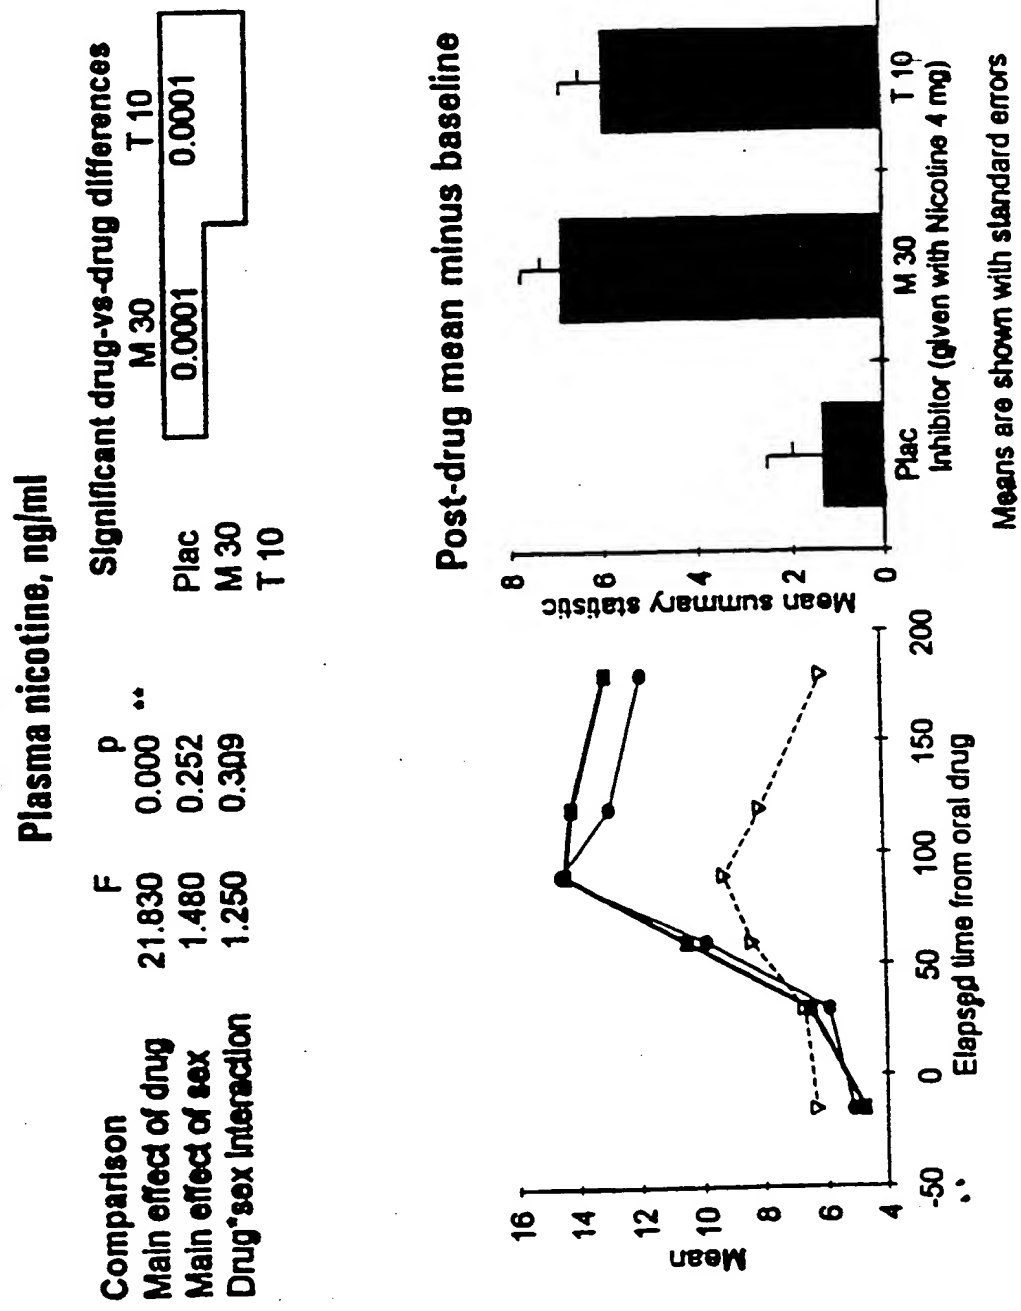 Plasma nicotine, ng/ml
Comparison F p
Main effect of drug 21.830 0.000 **
Main effect of sex 1.480 0.252
Drug*sex interaction 1.250 0.309
Significant drug-vs-drug differences
M 30 T 10
Plac 0.0001 0.0001
M 30
T 10
Mean
16
14
12
10
8
6
4
-50 0 50 100 150 200
Elapsed time from oral drug
Post-drug mean minus baseline
Mean summary statistic
8
6
4
2
0
Plac M 30 T 10
Inhibitor (given with Nicotine 4 mg)
Means are shown with standard errors